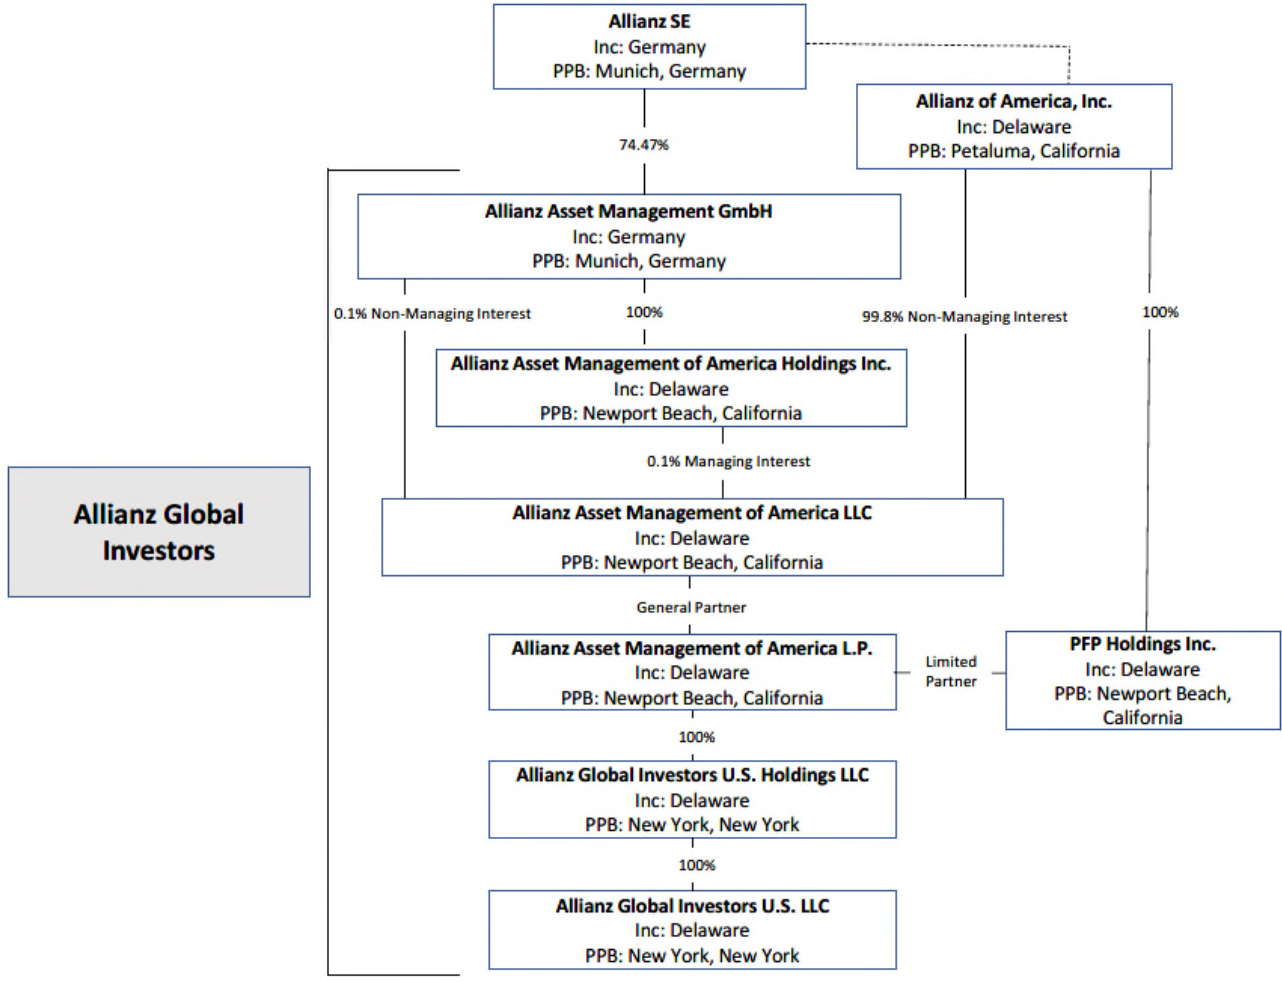 Allianz SE
Inc: Germany
PPB: Munich, Germany
Allianz of America, Inc.
Inc: Delaware
PPB: Petaluma, California
74.47%
Allianz Asset Management GmbH
Inc: Germany
PPB: Munich, Germany
0.1% Non-Managing Interest
100%
99.8% Non-Managing Interest
100%
Allianz Asset Management of America Holdings Inc.
Inc: Delaware
PPB: Newport Beach, California
0.1% Managing Interest
Allianz Global
Investors
Allianz Asset Management of America LLC
Inc: Delaware
PPB: Newport Beach, California
General Partner
Allianz Asset Management of America L.P.
Inc: Delaware
PPB: Newport Beach, California
Limited
Partner
PFP Holdings Inc.
Inc: Delaware
PPB: Newport Beach,
California
100%
Allianz Global Investors U.S. Holdings LLC
Inc: Delaware
PPB: New York, New York
100%
Allianz Global Investors U.S. LLC
Inc: Delaware
PPB: New York, New York